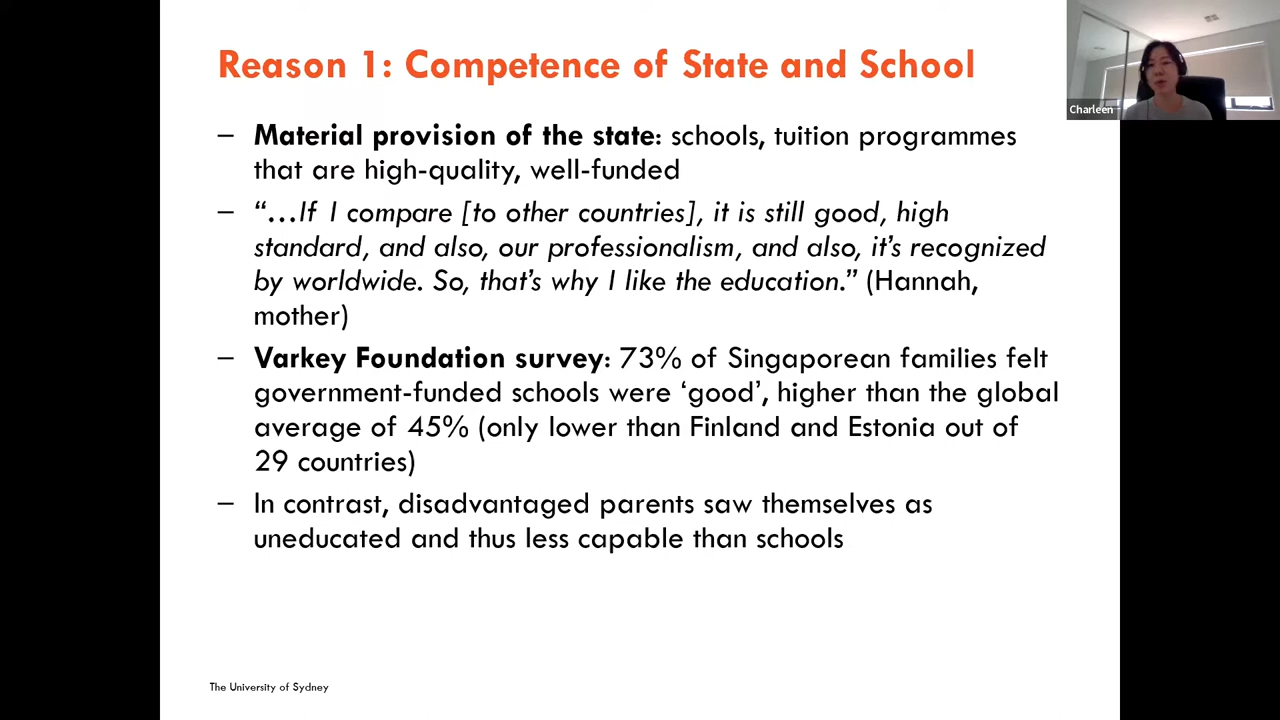 Reason 1: Competence of State and School
Charleen
– Material provision of the state: schools, tuition programmes
that are high-quality, well-funded
– “…If I compare [to other countries], it is still good, high
standard, and also, our professionalism, and also, it’s recognized
by worldwide. So, that’s why I like the education.” (Hannah,
mother)
– Varkey Foundation survey: 73% of Singaporean families felt
government-funded schools were ‘good’, higher than the global
average of 45% (only lower than Finland and Estonia out of
29 countries)
– In contrast, disadvantaged parents saw themselves as
uneducated and thus less capable than schools
The University of Sydney